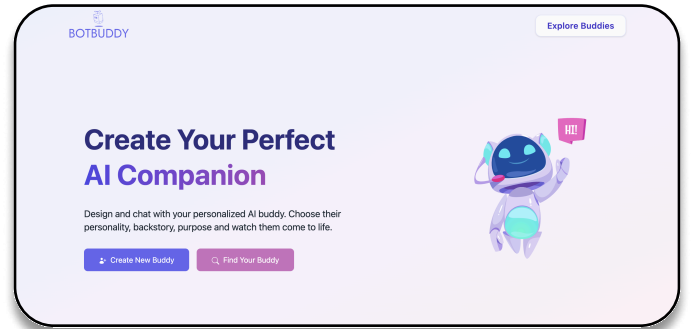 BOTBUDDY
Explore Buddies
HI!
Create Your Perfect
AI Companion
Design and chat with your personalized AI buddy. Choose their
personality, backstory, purpose and watch them come to life.
Create New Buddy
Find Your Buddy